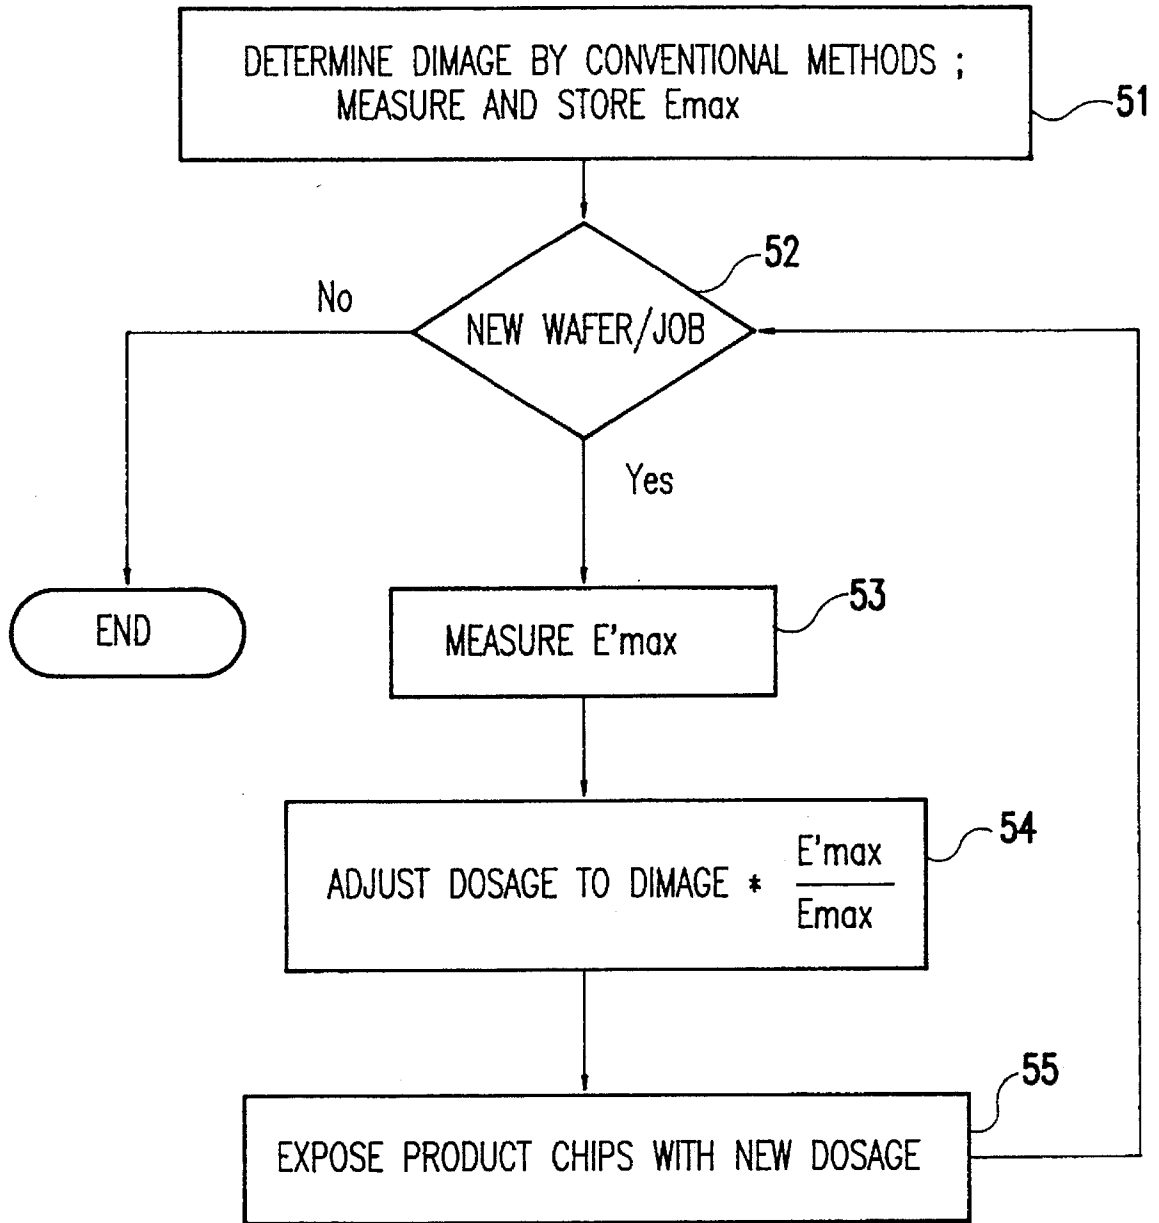 DETERMINE DIMAGE BY CONVENTIONAL METHODS ;
MEASURE AND STORE Emax
51
52
No
NEW WAFER/JOB
Yes
END
53
MEASURE E'max
54
ADJUST DOSAGE TO DIMAGE * E'max
Emax
55
EXPOSE PRODUCT CHIPS WITH NEW DOSAGE